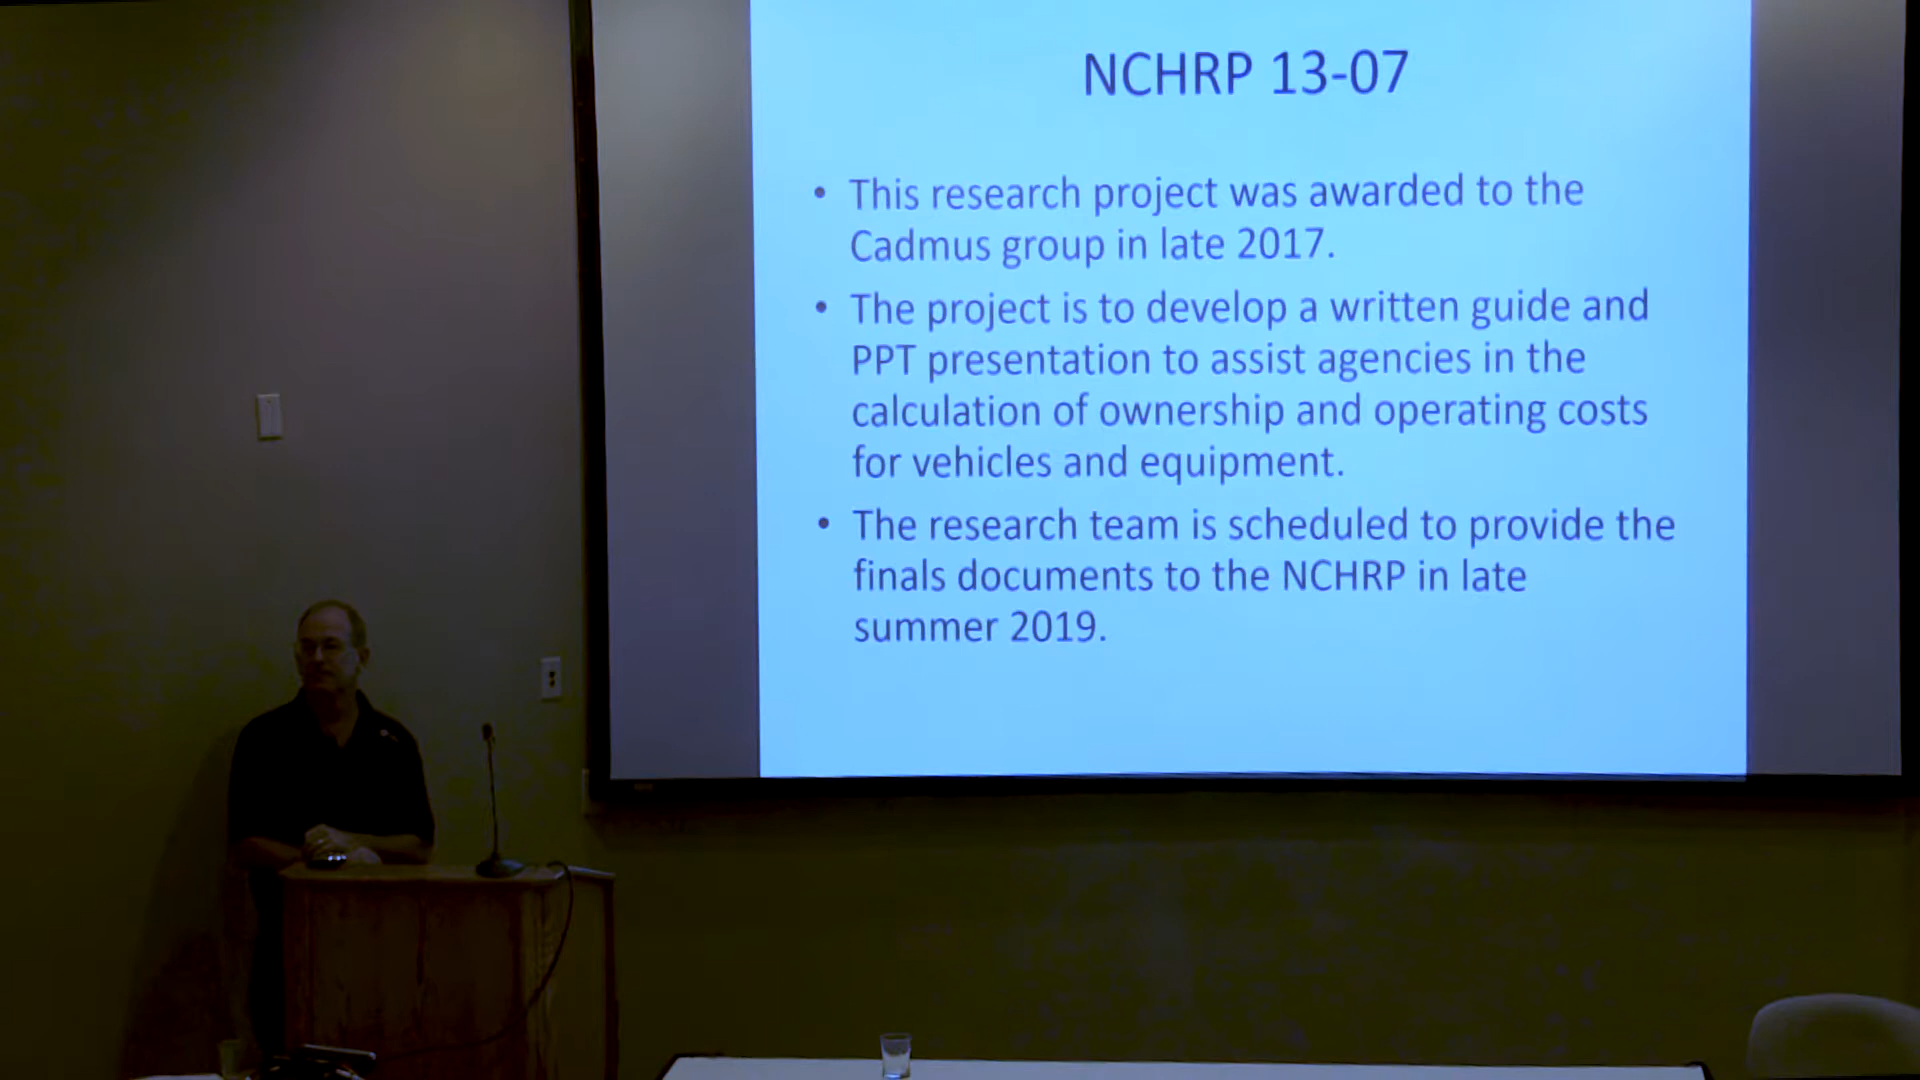 NCHRP 13-07
• This research project was awarded to the
Cadmus group in late 2017.
• The project is to develop a written guide and
PPT presentation to assist agencies in the
calculation of ownership and operating costs
for vehicles and equipment.
• The research team is scheduled to provide the
finals documents to the NCHRP in late
summer 2019.